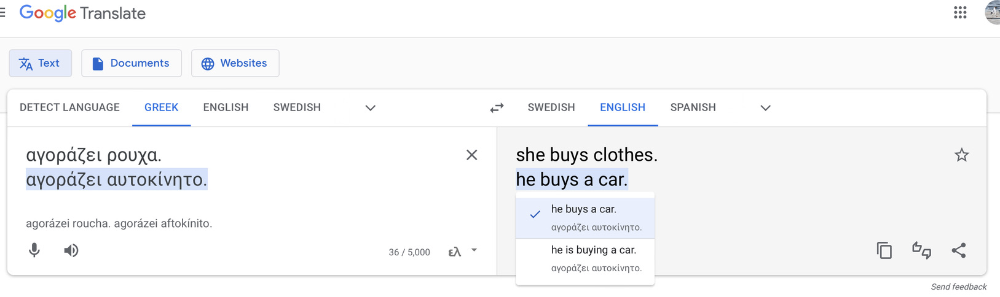 Google Translate
Text Documents Websites
DETECT LANGUAGE GREEK ENGLISH SWEDISH SWEDISH ENGLISH SPANISH
αγοράζει ρουχα.
αγοράζει αυτοκίνητο.
agorázei roucha. agorázei aftokínito.
36 / 5,000 ελ
she buys clothes.
he buys a car.
he buys a car.
αγοράζει αυτοκίνητο.
he is buying a car.
αγοράζει αυτοκίνητο.
Send feedback